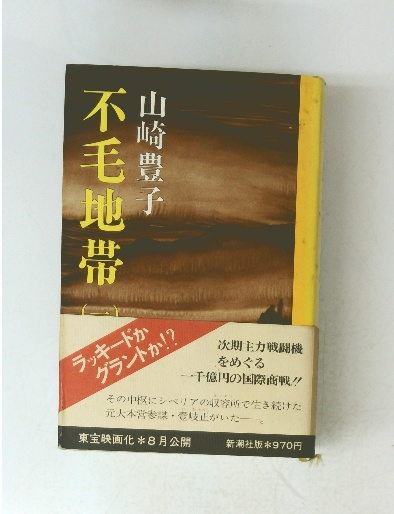 山崎豊子
不毛地帯
(一)
ラッキードか
グラントか!?
次期主力戦闘機
をめぐる
一千億円の国際商戦!!
その中枢にシベリアの収容所で生き続けた
元大本営参謀・壹岐正がいた——。
東宝映画化＊8月公開
新潮社版＊970円